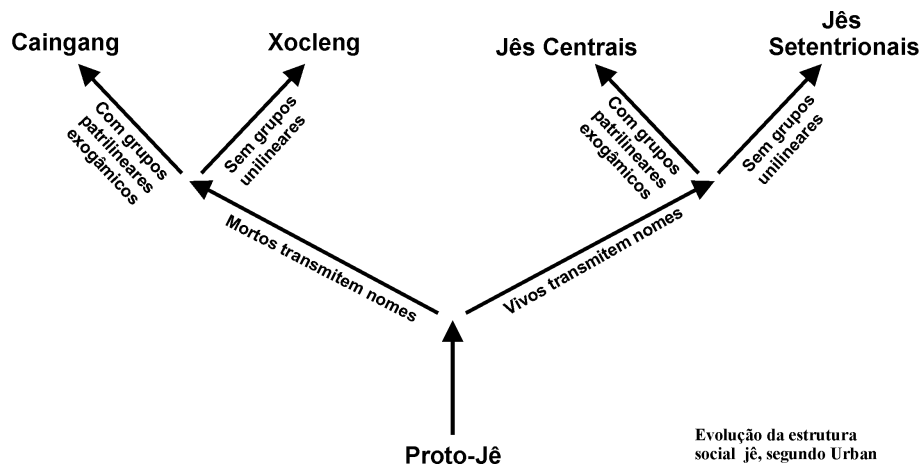 Caingang
Xocleng
Jês Centrais
Jês
Setentrionais
Com grupos
patrilineares
exogâmicos
Sem grupos
unilineares
Com grupos
patrilineares
exogâmicos
Sem grupos
unilineares
Mortos transmitem nomes
Vivos transmitem nomes
Proto-Jê
Evolução da estrutura
social jê, segundo Urban